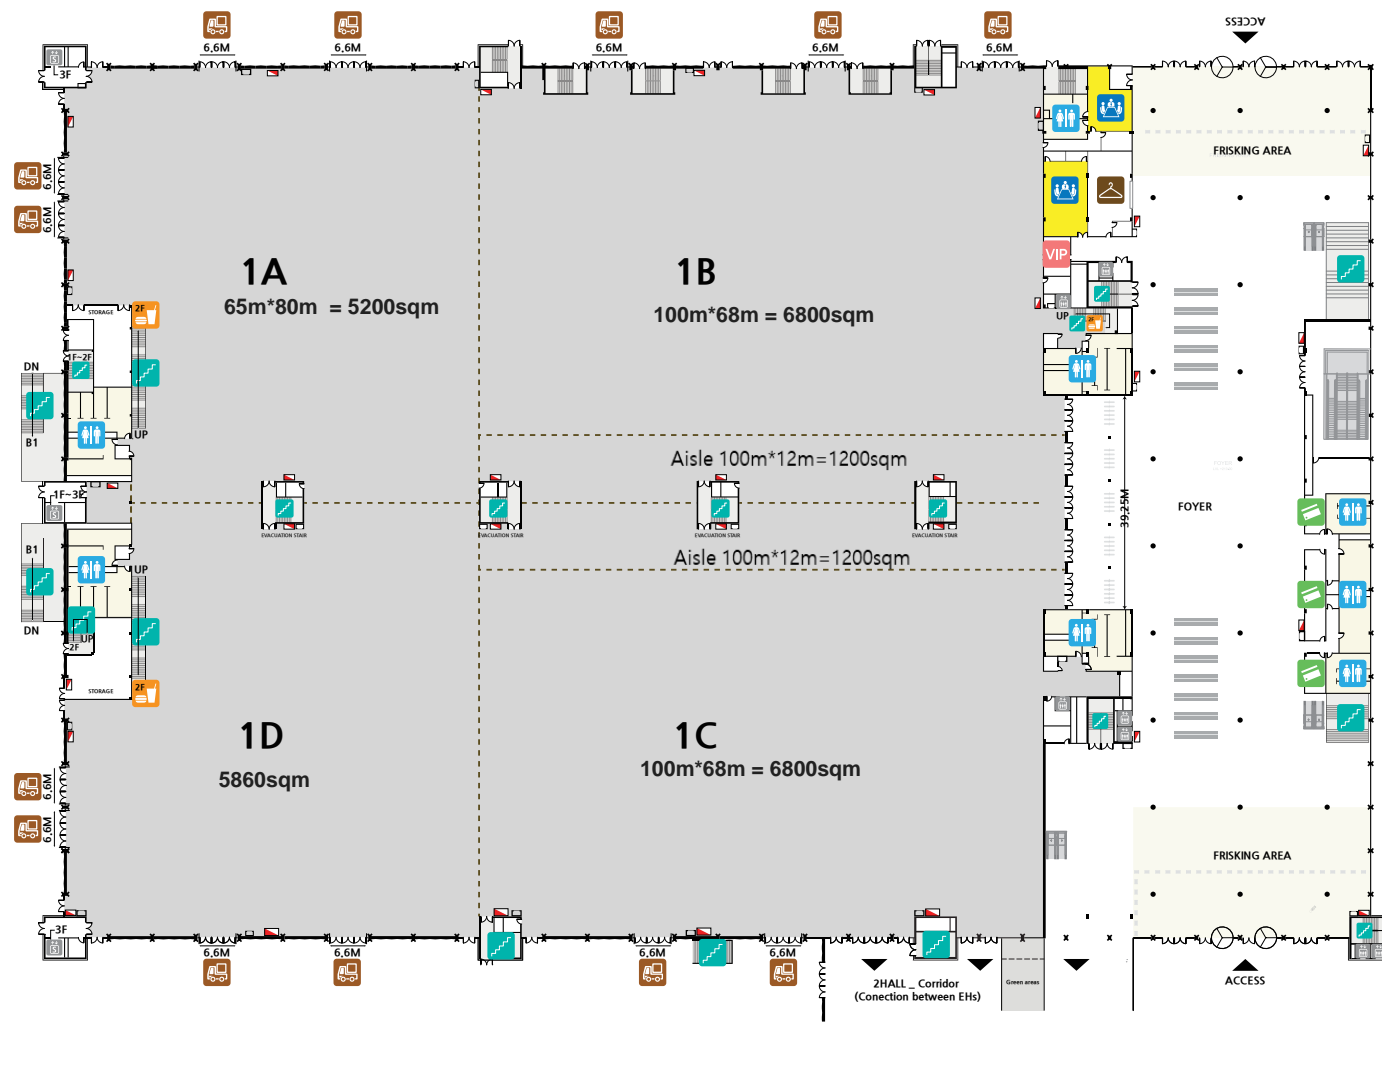 ACCESS
6,6M
6,6M
6,6M
6,6M
6,6M
3F
FRISKING AREA
6,6M
6,6M
VIP
1A
65m*80m = 5200sqm
1B
100m*68m = 6800sqm
2F
STORAGE
UP
2F
1F~2F
DN
B1
UP
Aisle 100m*12m=1200sqm
1F~3F
39,25M
FOYER
EVACUATION STAIR
EVACUATION STAIR
EVACUATION STAIR
EVACUATION STAIR
B1
Aisle 100m*12m=1200sqm
UP
DN
UP
2F
STORAGE
2F
1D
5860sqm
1C
100m*68m = 6800sqm
6,6M
6,6M
FRISKING AREA
3F
6,6M
6,6M
6,6M
6,6M
2HALL _ Corridor
(Conection between EHs)
Green areas
ACCESS